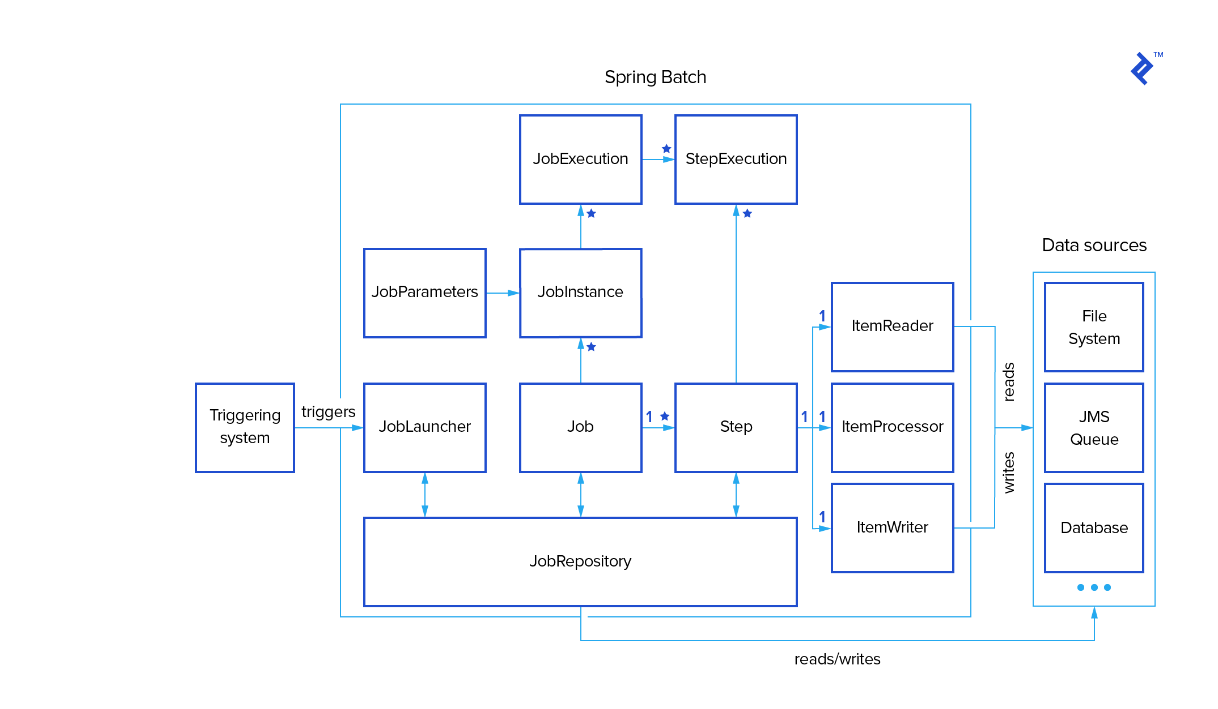 ™
Spring Batch
JobExecution
★
StepExecution
★
★
Data sources
JobParameters
JobInstance
★
1
ItemReader
File
System
reads
Triggering
system
triggers
JobLauncher
Job
1 ★
Step
1
1
ItemProcessor
JMS
Queue
writes
1
ItemWriter
Database
JobRepository
reads/writes